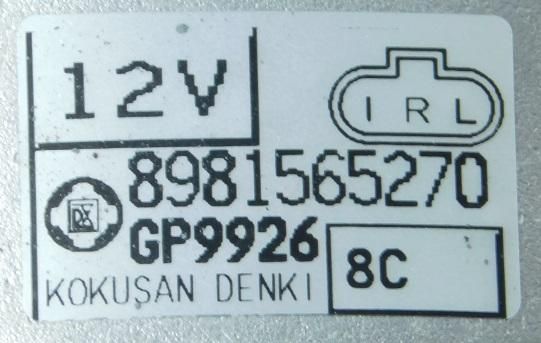 12V
I R L
8981565270
GP9926
8C
KOKUSAN DENKI